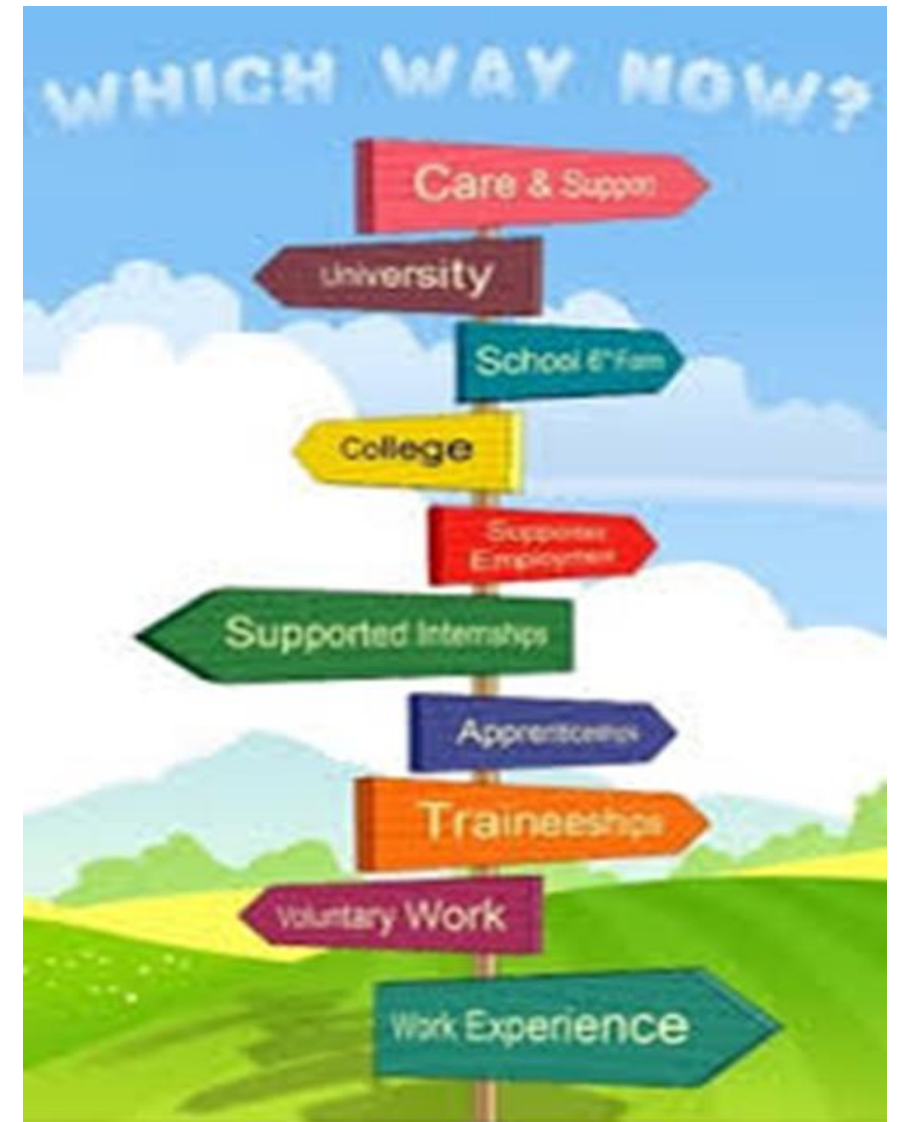 WHICH WAY NOW?
Care & Support
University
School 6th Form
College
Supported
Employment
Supported Internships
Apprenticeships
Traineeships
Voluntary Work
Work Experience